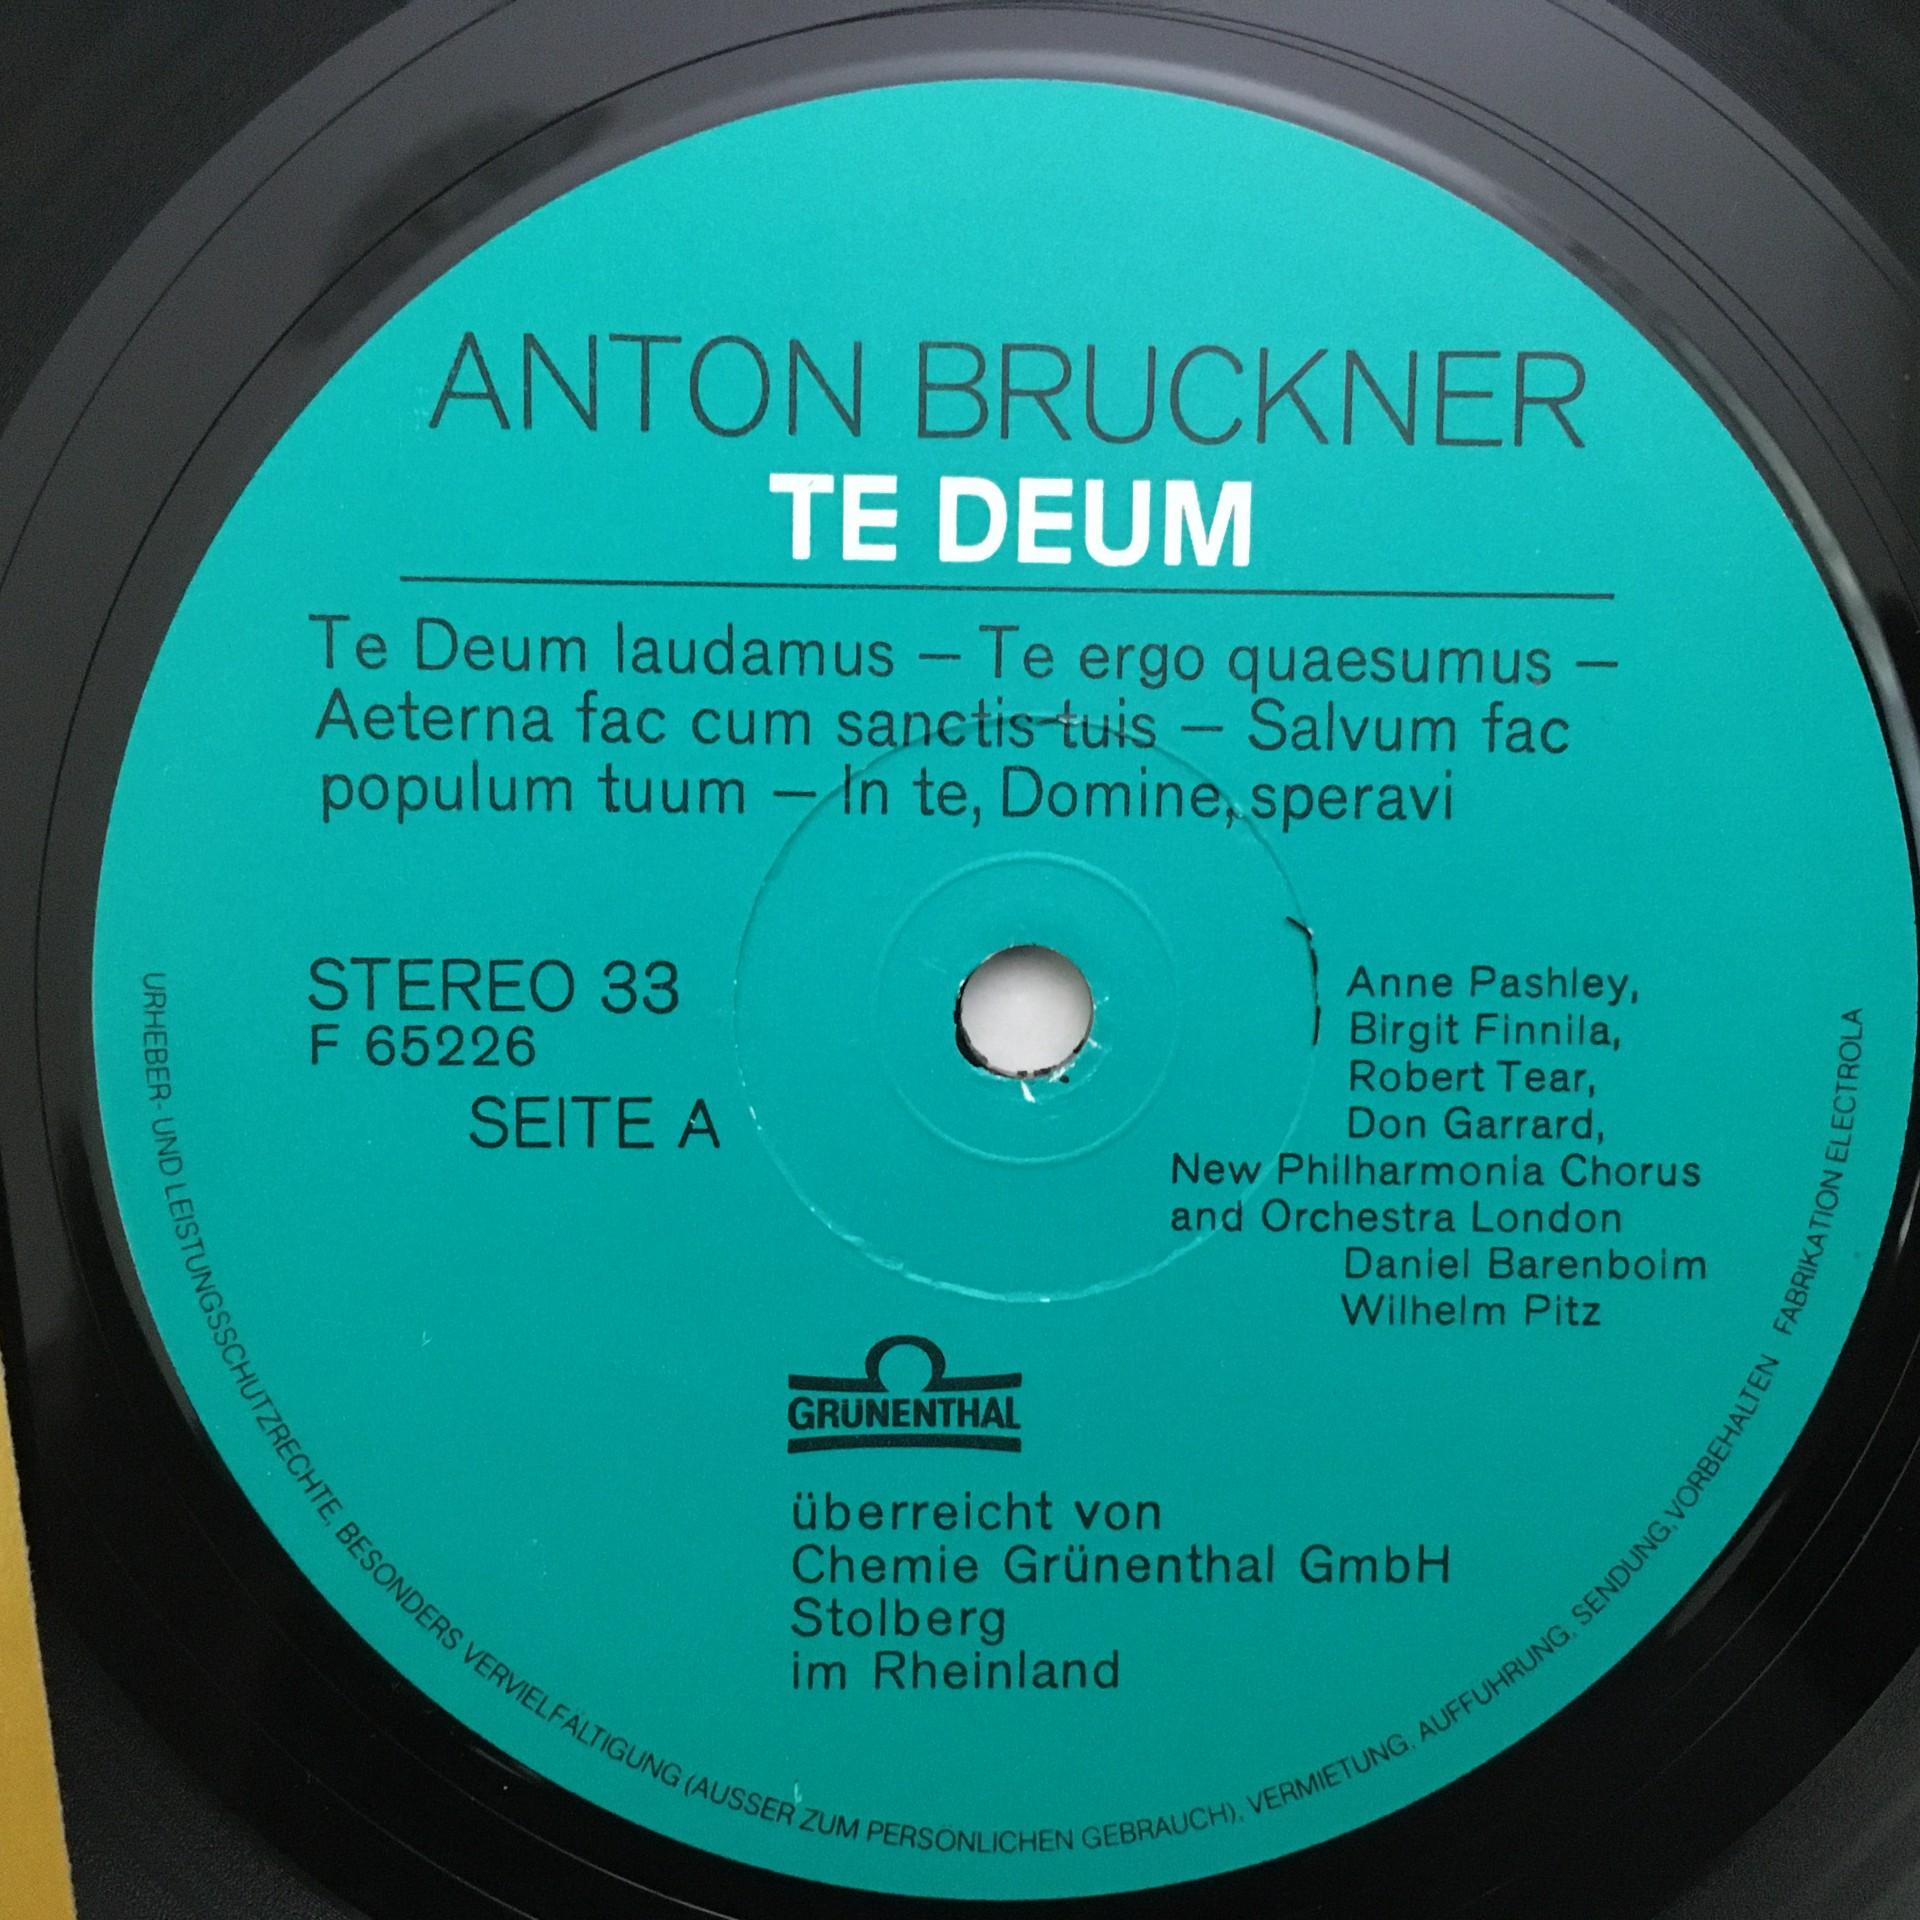 ANTON BRUCKNER
TE DEUM
Te Deum laudamus – Te ergo quaesumus –
Aeterna fac cum sanctis tuis – Salvum fac
populum tuum – In te, Domine, speravi
STEREO 33
F 65226
SEITE A
Anne Pashley,
Birgit Finnila,
Robert Tear,
Don Garrard,
New Philharmonia Chorus
and Orchestra London
Daniel Barenboim
Wilhelm Pitz
GRÜNENTHAL
überreicht von
Chemie Grünenthal GmbH
Stolberg
im Rheinland
URHEBER- UND LEISTUNGSSCHUTZRECHTE, BESONDERS VERVIELFÄLTIGUNG (AUSSER ZUM PERSÖNLICHEN GEBRAUCH), VERMIETUNG, AUFFÜHRUNG, SENDUNG, VORBEHALTEN FABRIKATION ELECTROLA